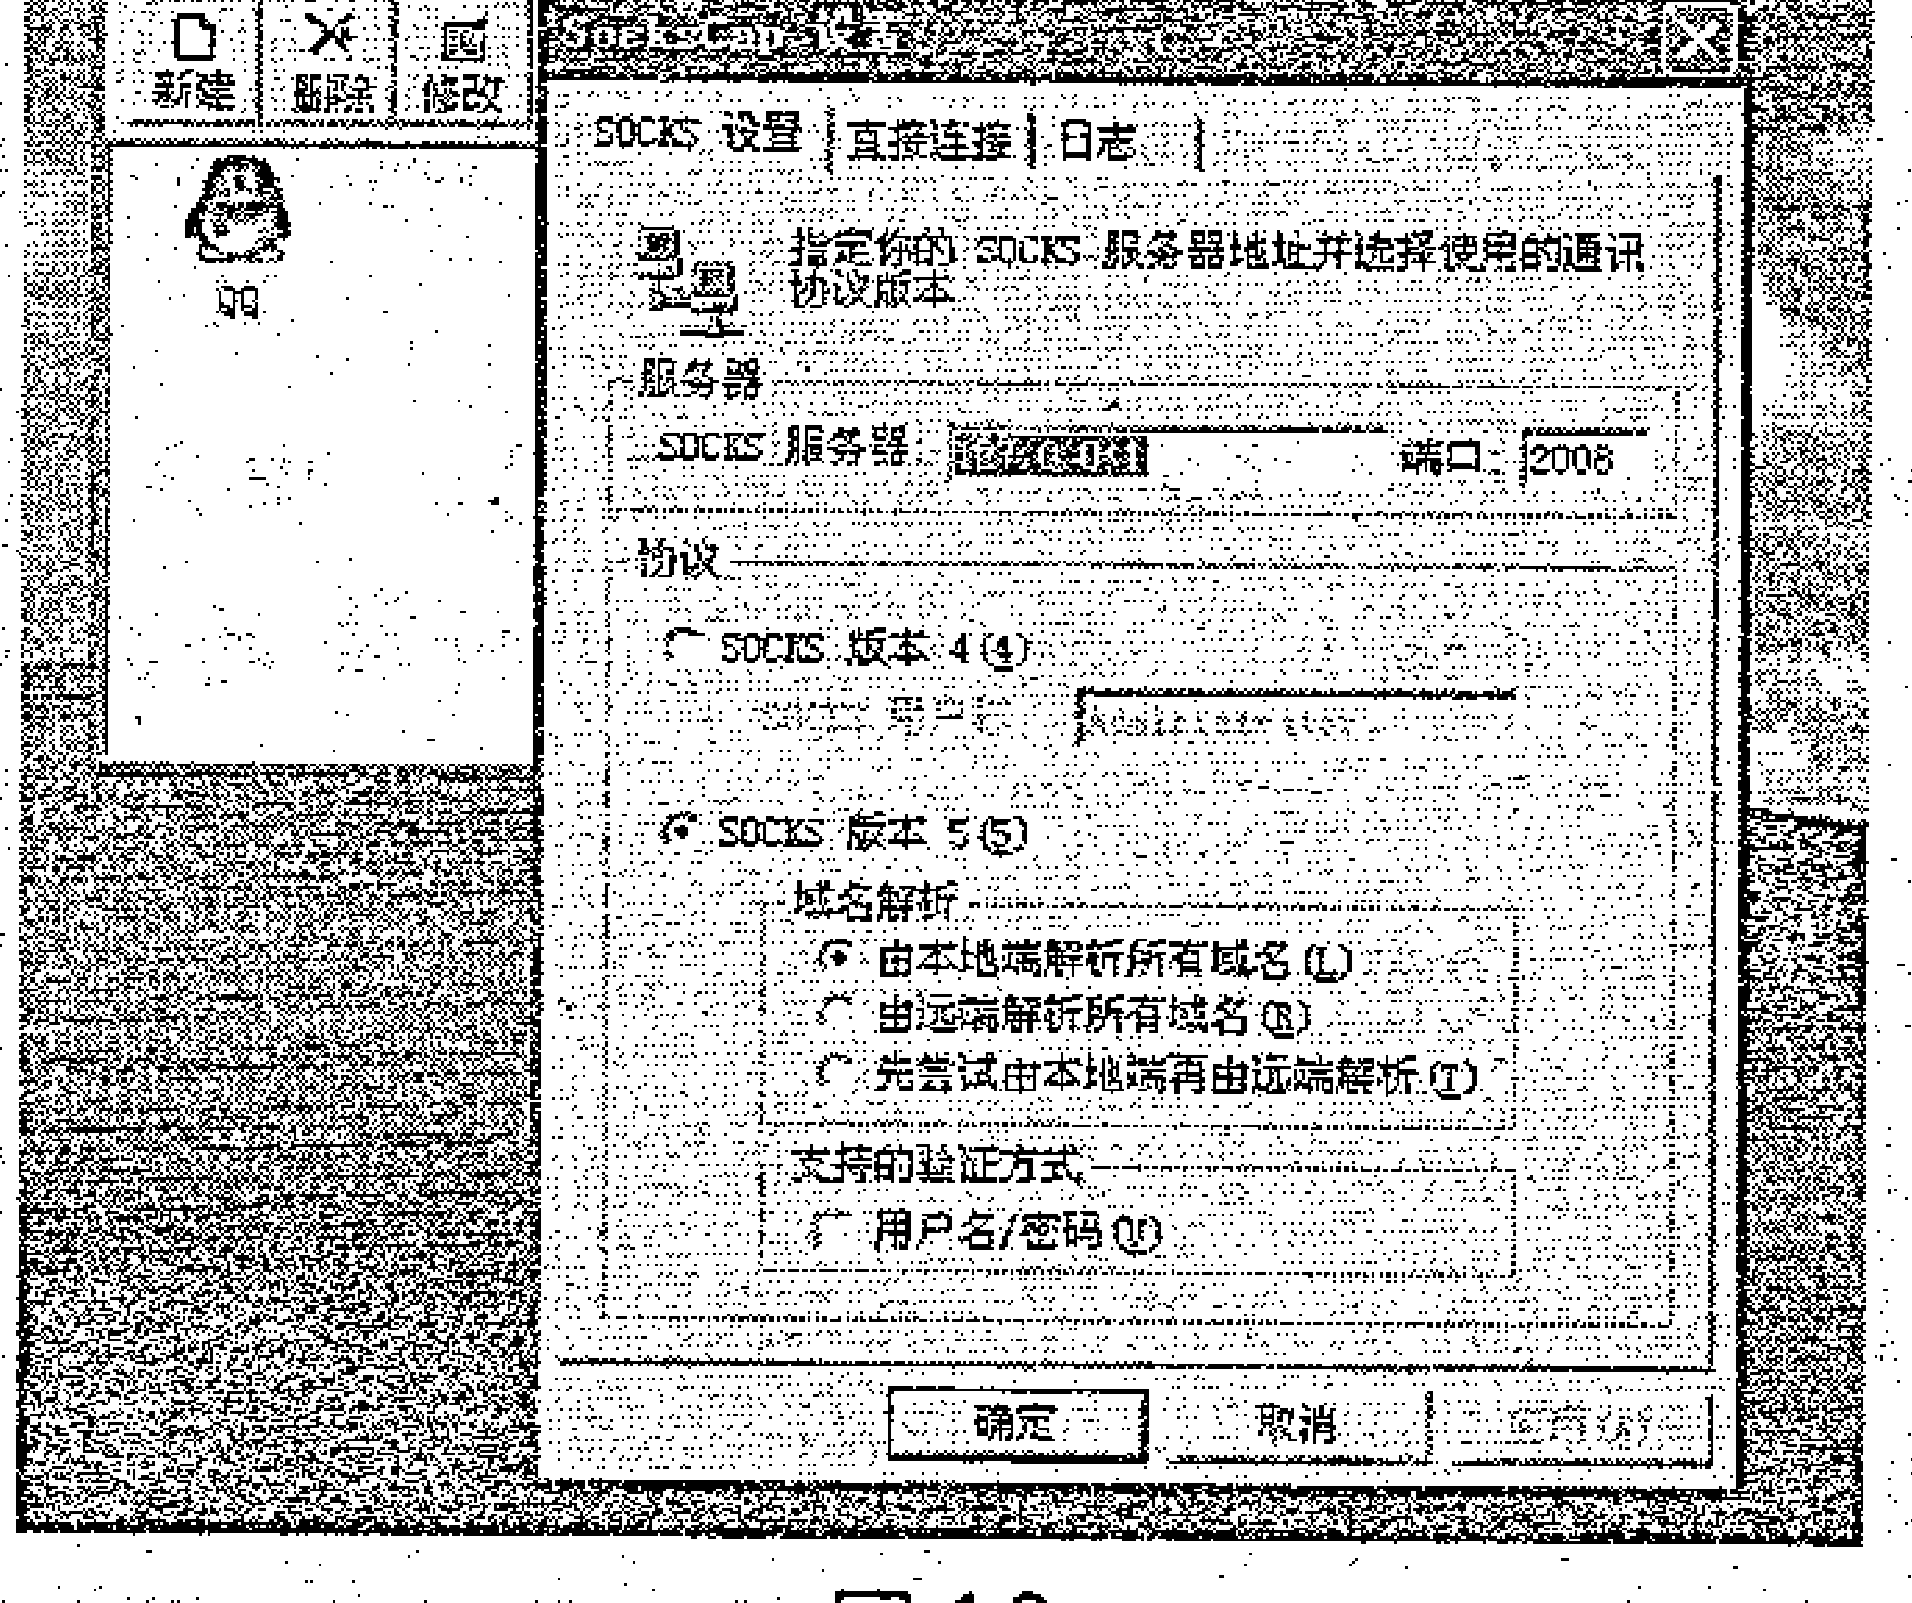 新建 删除 修改
SOCKS 设置 直接连接 日志
QQ
指定你的 SOCKS 服务器地址并选择使用的通讯
协议版本
服务器
SOCKS 服务器 127.0.0.1 端口: 2008
协议
SOCKS 版本 4(4)
SOCKS 版本 5(5)
域名解析
由本地端解析所有域名(L)
由远端解析所有域名(R)
先尝试由本地端再由远端解析(T)
支持的验证方式
用户名/密码(U)
确定 取消